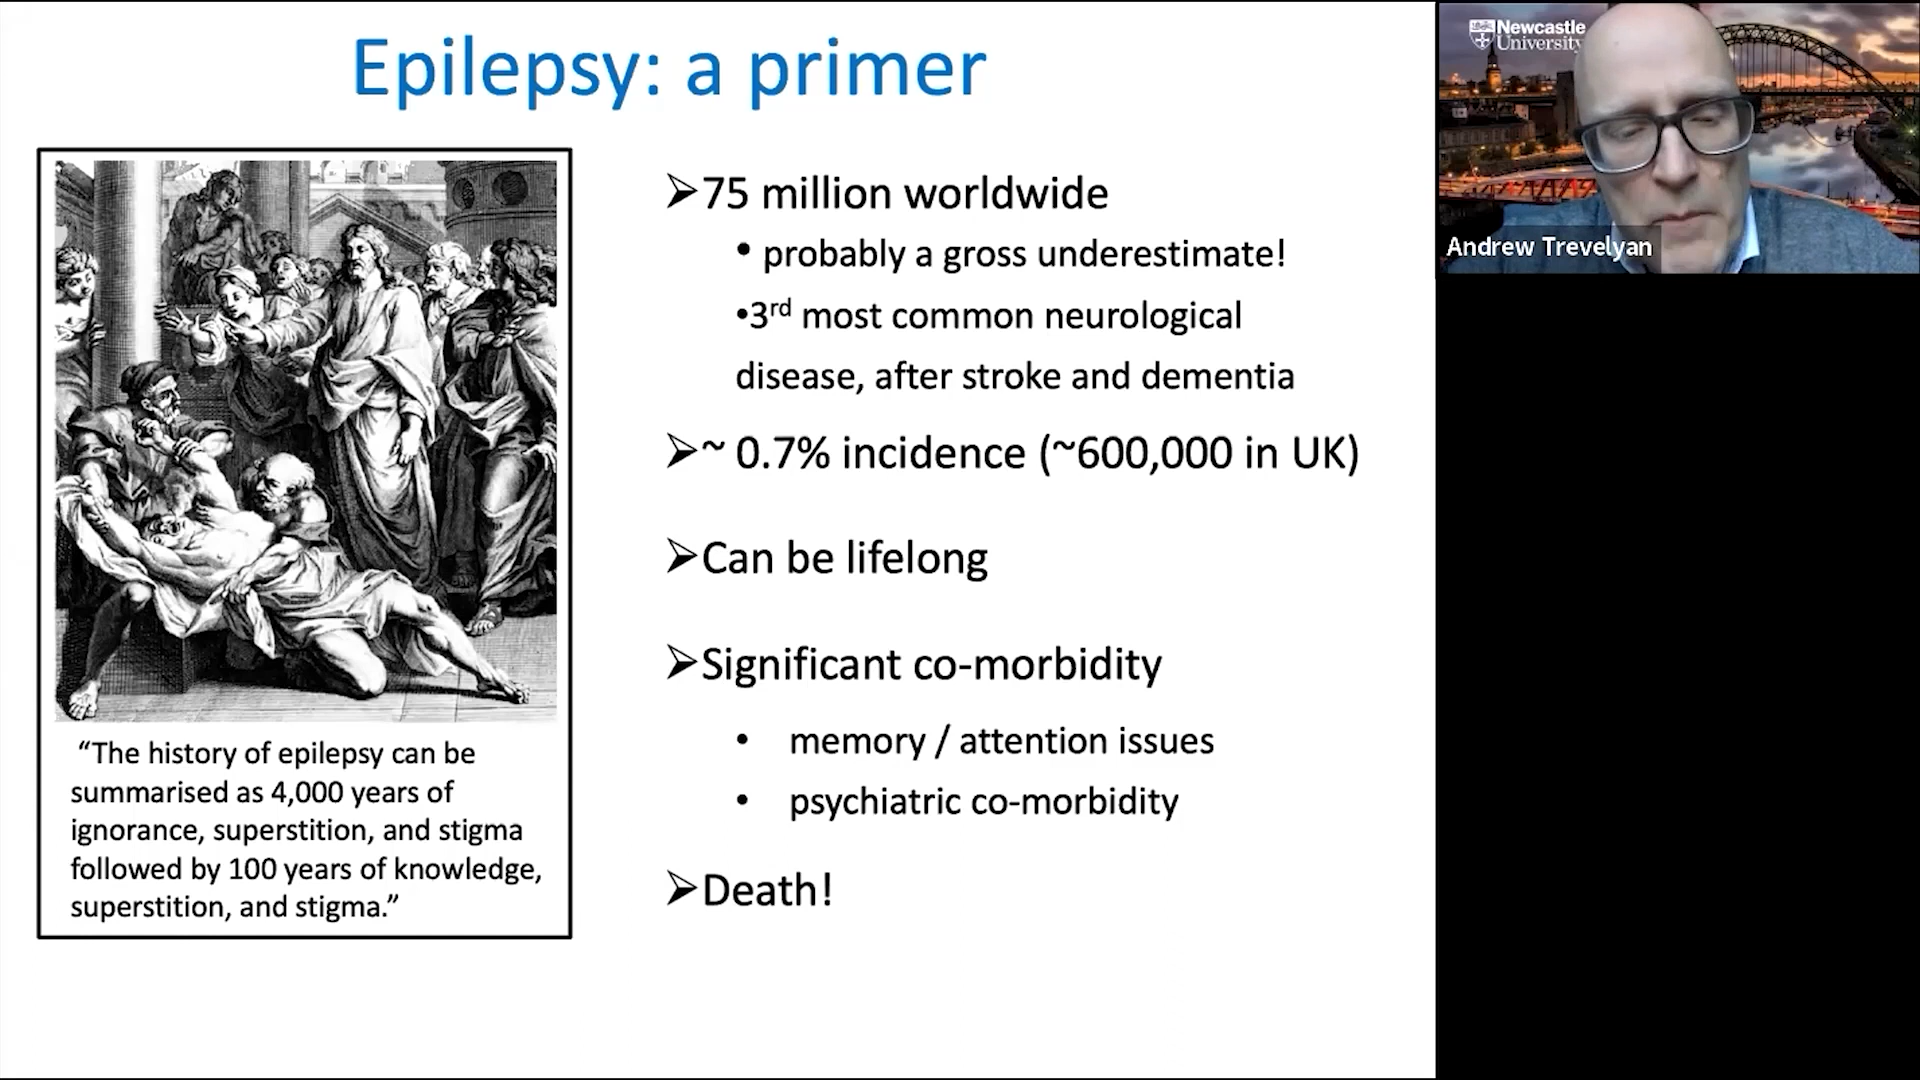 Epilepsy: a primer
➢75 million worldwide
• probably a gross underestimate!
•3rd most common neurological
disease, after stroke and dementia
➢~ 0.7% incidence (~600,000 in UK)
➢Can be lifelong
➢Significant co-morbidity
• memory / attention issues
• psychiatric co-morbidity
➢Death!
“The history of epilepsy can be
summarised as 4,000 years of
ignorance, superstition, and stigma
followed by 100 years of knowledge,
superstition, and stigma.”
Newcastle
University
Andrew Trevelyan